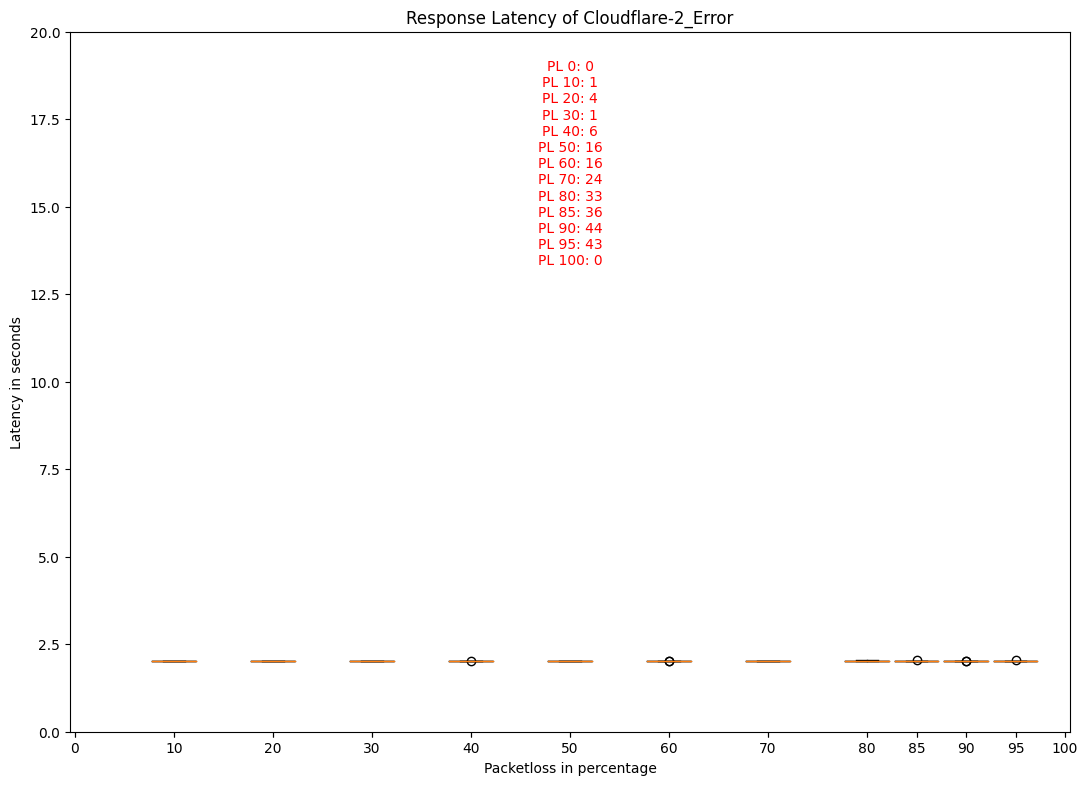 Response Latency of Cloudflare-2_Error
20.0
17.5
15.0
12.5
10.0
7.5
5.0
2.5
0.0
Latency in seconds
PL 0: 0
PL 10: 1
PL 20: 4
PL 30: 1
PL 40: 6
PL 50: 16
PL 60: 16
PL 70: 24
PL 80: 33
PL 85: 36
PL 90: 44
PL 95: 43
PL 100: 0
0 10 20 30 40 50 60 70 80 85 90 95 100
Packetloss in percentage